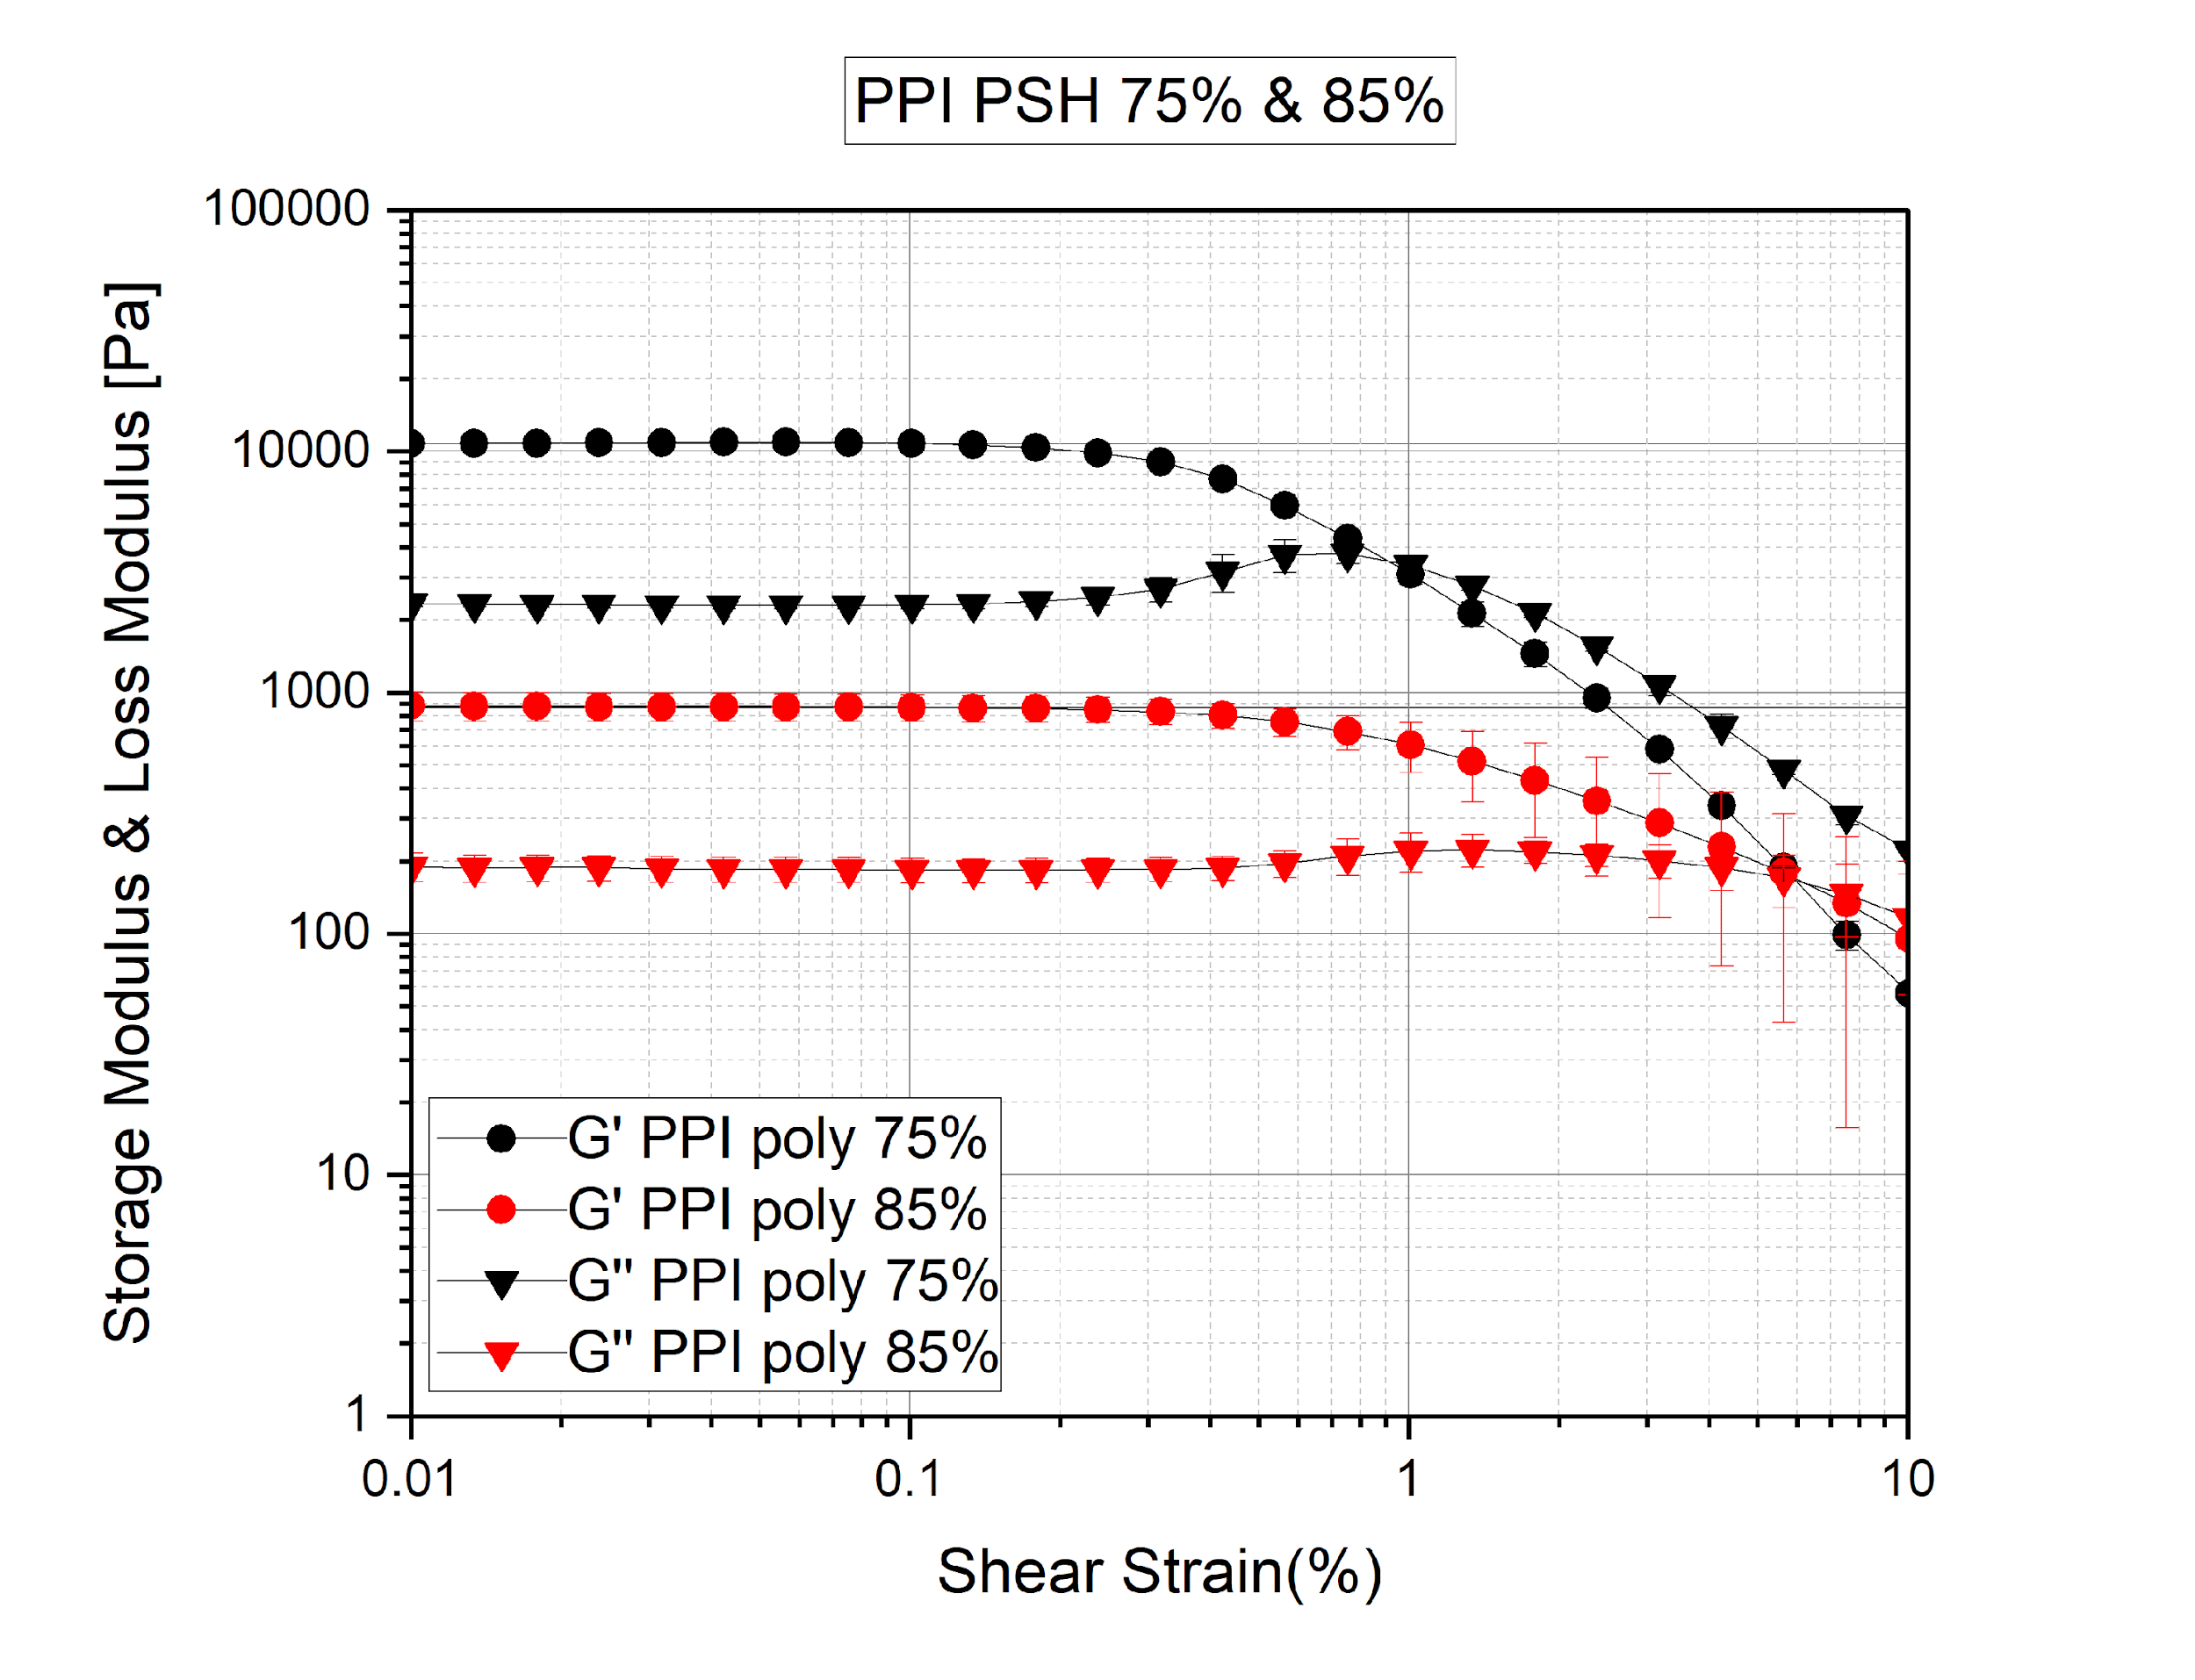 PPI PSH 75% & 85%
Storage Modulus & Loss Modulus [Pa]
100000
10000
1000
100
10
1
G' PPI poly 75%
G' PPI poly 85%
G" PPI poly 75%
G" PPI poly 85%
0.01
0.1
1
10
Shear Strain(%)